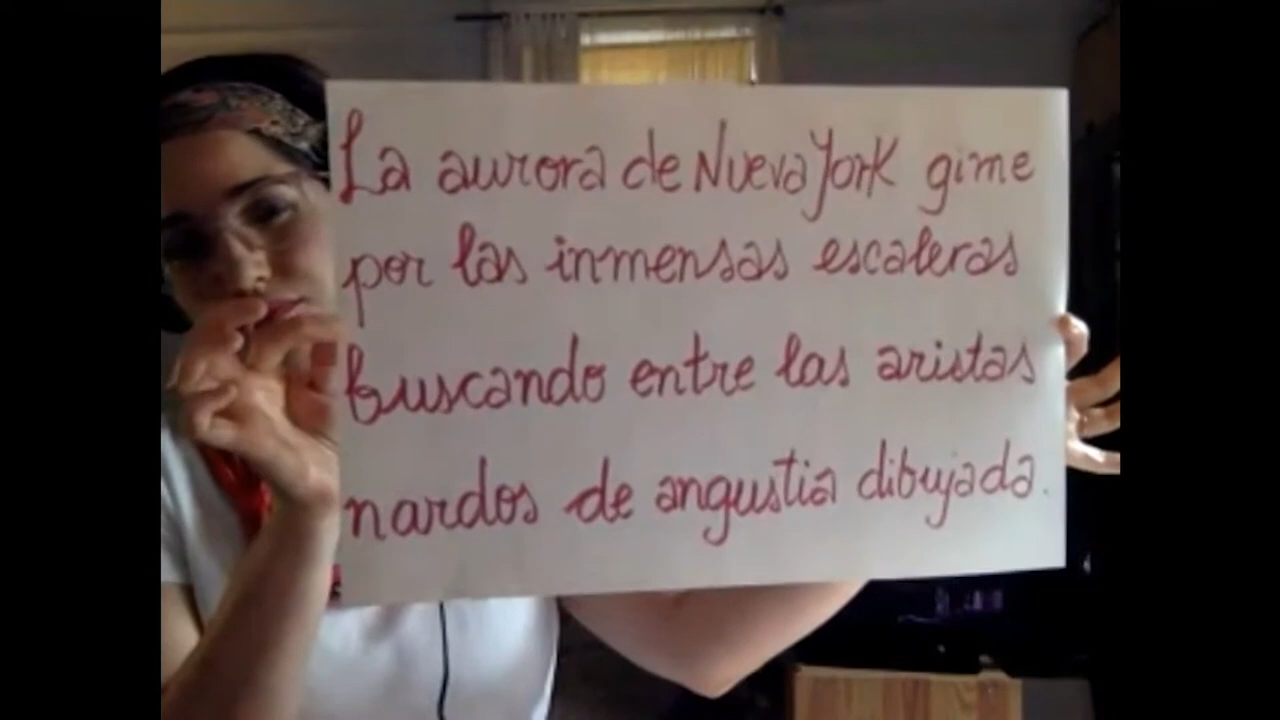 La aurora de Nueva York gime
por las inmensas escaleras
buscando entre las aristas
nardos de angustia dibujada.